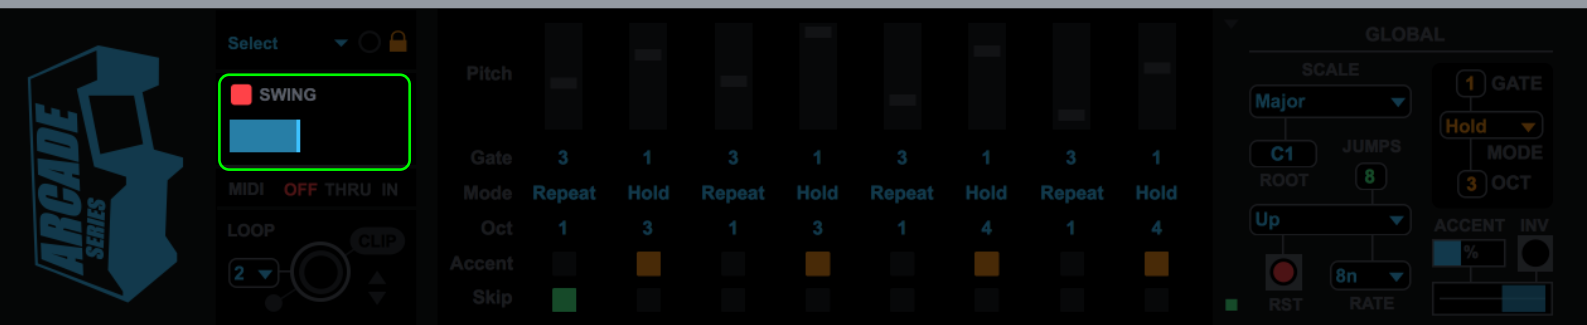 ARCADE
SERIES
Select
SWING
MIDI OFF THRU IN
LOOP
CLIP
2
Pitch
Gate 3 1 3 1 3 1 3 1
Mode Repeat Hold Repeat Hold Repeat Hold Repeat Hold
Oct 1 3 1 3 1 4 1 4
Accent
Skip
GLOBAL
SCALE
Major
C1
ROOT
JUMPS
8
Up
RST
8n
RATE
1 GATE
Hold
MODE
3 OCT
ACCENT INV
%